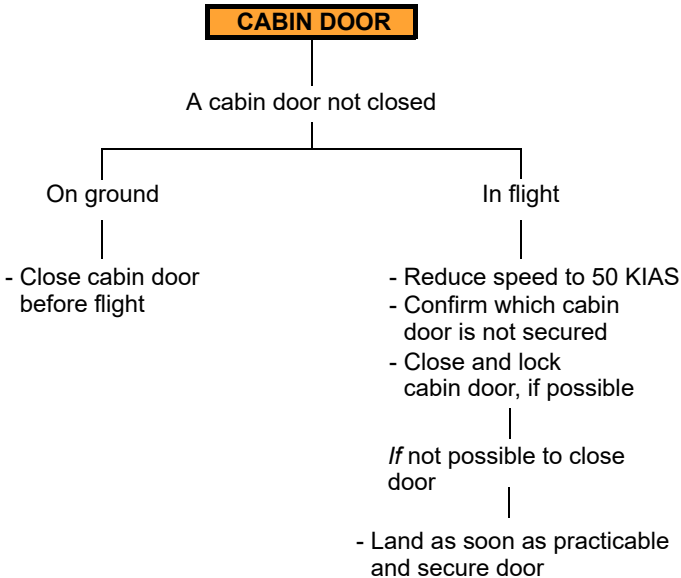 CABIN DOOR
A cabin door not closed
On ground
- Close cabin door
before flight
In flight
- Reduce speed to 50 KIAS
- Confirm which cabin
door is not secured
- Close and lock
cabin door, if possible
If not possible to close
door
- Land as soon as practicable
and secure door